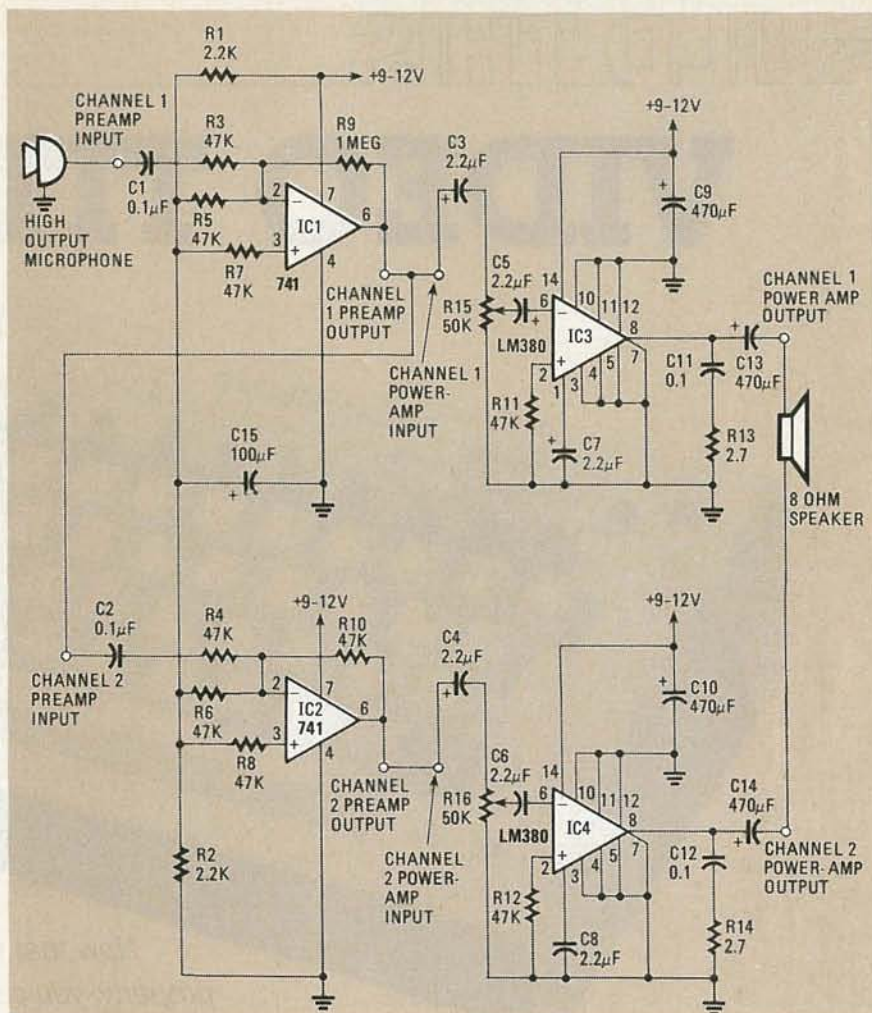 R1
2.2K
+9-12V
CHANNEL 1
PREAMP
INPUT
R3
47K
R9
1MEG
C3
2.2µF
+9-12V
C1
0.1µF
HIGH
OUTPUT
MICROPHONE
R5
47K
R7
47K
2
3
7
6
4
IC1
741
+
CHANNEL
1 PREAMP
OUTPUT
C9
470µF
+
C5
2.2µF
R15
50K
+
14
6
10
11
12
8
7
IC3
LM380
2
1
3
4
5
CHANNEL 1
POWER AMP
OUTPUT
+
C11
0.1
C13
470µF
CHANNEL 1
POWER-
AMP
INPUT
R11
47K
+
C7
2.2µF
R13
2.7
8 OHM
SPEAKER
C15
100µF
+
C2
0.1µF
CHANNEL 2
PREAMP
INPUT
R4
47K
+9-12V
R10
47K
R6
47K
R8
47K
2
3
7
6
4
IC2
741
+
C4
2.2µF
+
+9-12V
C10
470µF
+
CHANNEL
2 PREAMP
OUTPUT
CHANNEL
2 POWER-
AMP
INPUT
R2
2.2K
C6
2.2µF
R16
50K
14
6
10
11
12
8
7
IC4
LM380
2
3
4
5
+
C14
470µF
+
C12
0.1
CHANNEL 2
POWER-AMP
OUTPUT
R12
47K
C8
2.2µF
R14
2.7